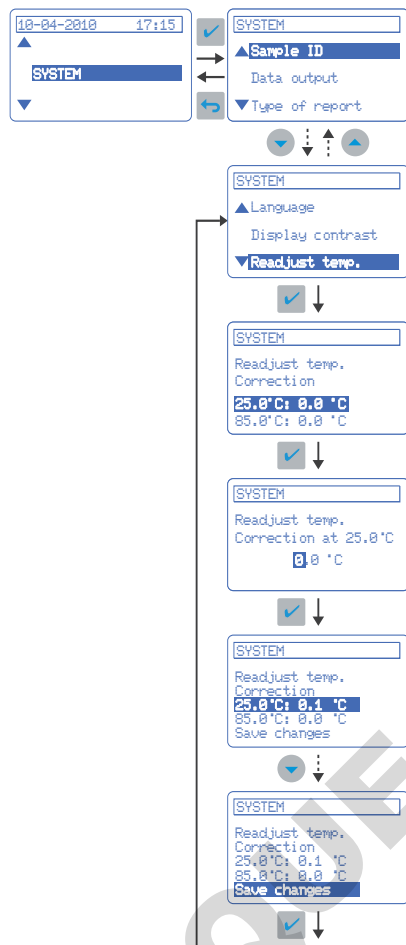 10-04-2010 17:15
SYSTEM
SYSTEM
Sample ID
Data output
Type of report
SYSTEM
Language
Display contrast
Readjust temp.
SYSTEM
Readjust temp.
Correction
25.0°C: 0.0 °C
85.0°C: 0.0 °C
SYSTEM
Readjust temp.
Correction at 25.0°C
0.0 °C
SYSTEM
Readjust temp.
Correction
25.0°C: 0.1 °C
85.0°C: 0.0 °C
Save changes
SYSTEM
Readjust temp.
Correction
25.0°C: 0.1 °C
85.0°C: 0.0 °C
Save changes
QUE